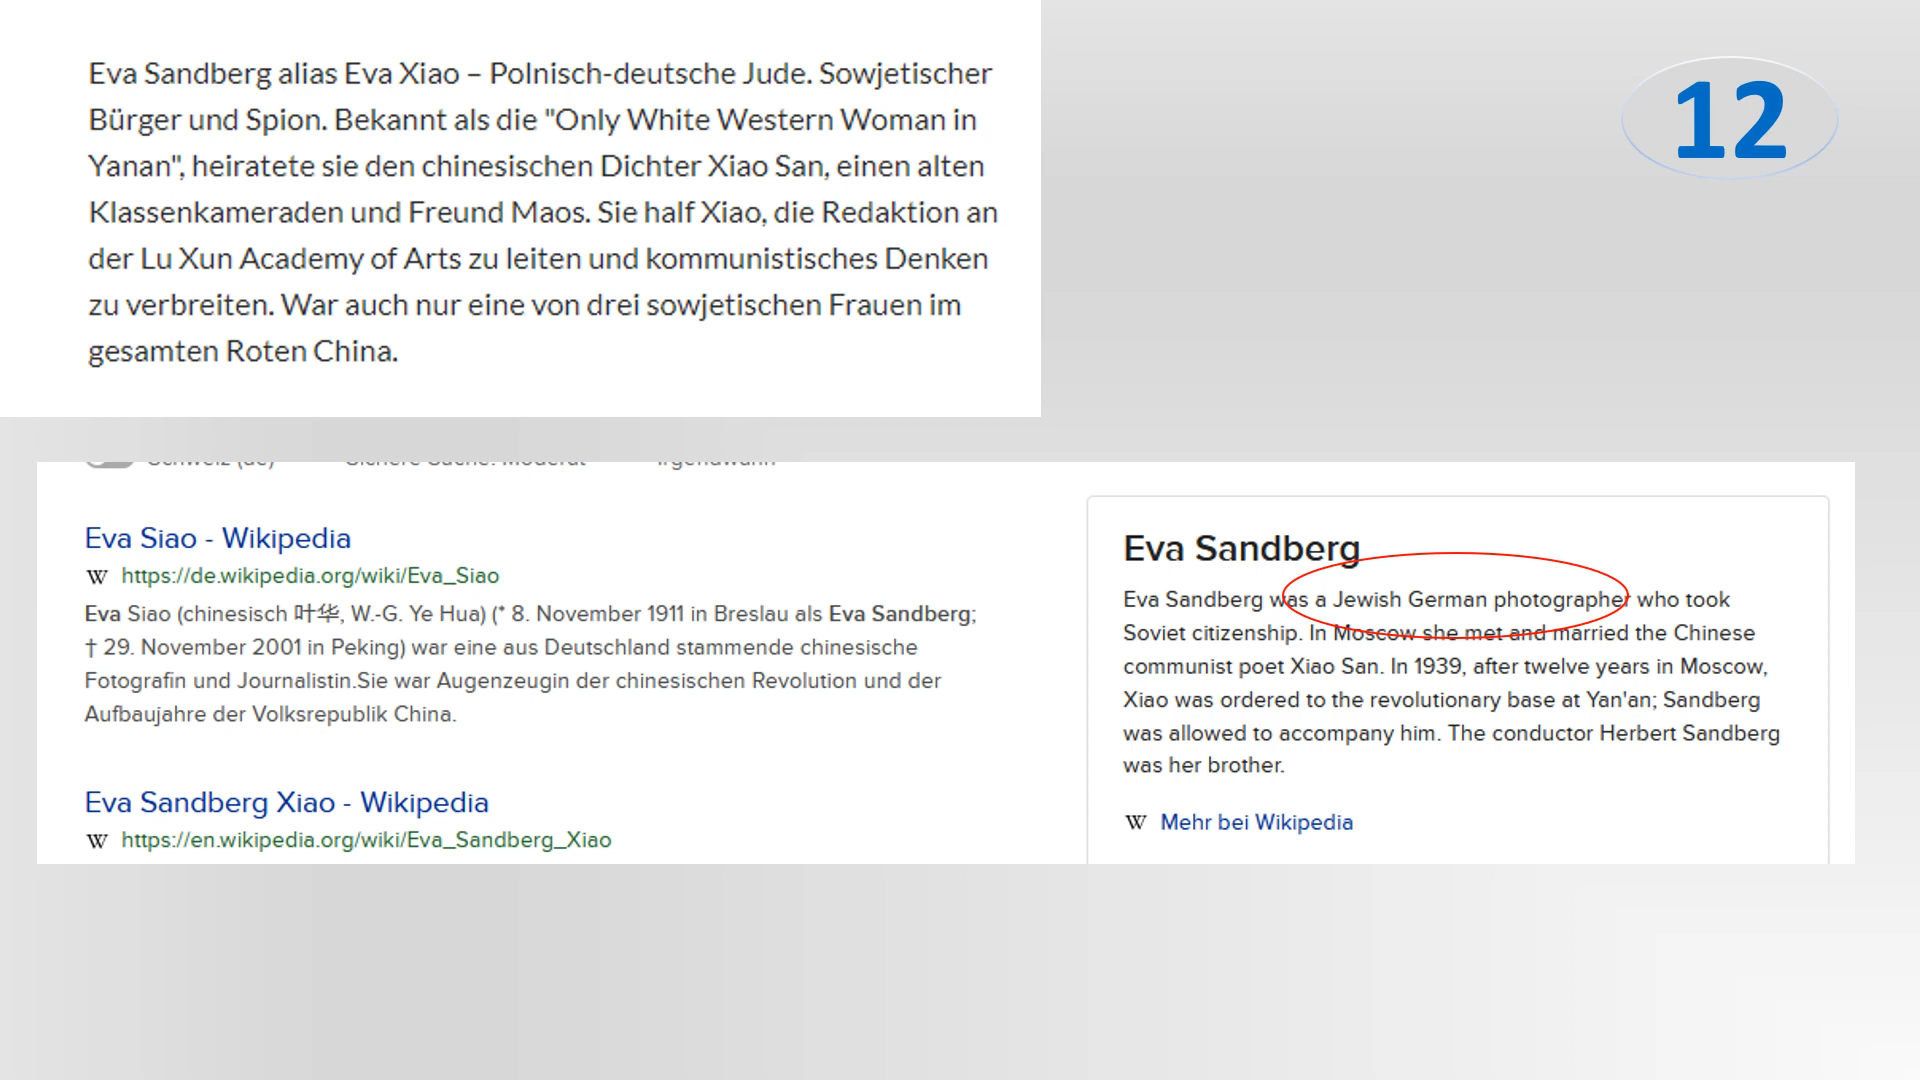 Eva Sandberg alias Eva Xiao – Polnisch-deutsche Jude. Sowjetischer
Bürger und Spion. Bekannt als die "Only White Western Woman in
Yanan", heiratete sie den chinesischen Dichter Xiao San, einen alten
Klassenkameraden und Freund Maos. Sie half Xiao, die Redaktion an
der Lu Xun Academy of Arts zu leiten und kommunistisches Denken
zu verbreiten. War auch nur eine von drei sowjetischen Frauen im
gesamten Roten China.
12
Schweiz (de) Sichere Suche: Moderat Irgendwann
Eva Siao - Wikipedia
W https://de.wikipedia.org/wiki/Eva_Siao
Eva Siao (chinesisch 叶华, W.-G. Ye Hua) (* 8. November 1911 in Breslau als Eva Sandberg;
† 29. November 2001 in Peking) war eine aus Deutschland stammende chinesische
Fotografin und Journalistin.Sie war Augenzeugin der chinesischen Revolution und der
Aufbaujahre der Volksrepublik China.
Eva Sandberg Xiao - Wikipedia
W https://en.wikipedia.org/wiki/Eva_Sandberg_Xiao
Eva Sandberg
Eva Sandberg was a Jewish German photographer who took
Soviet citizenship. In Moscow she met and married the Chinese
communist poet Xiao San. In 1939, after twelve years in Moscow,
Xiao was ordered to the revolutionary base at Yan'an; Sandberg
was allowed to accompany him. The conductor Herbert Sandberg
was her brother.
W Mehr bei Wikipedia